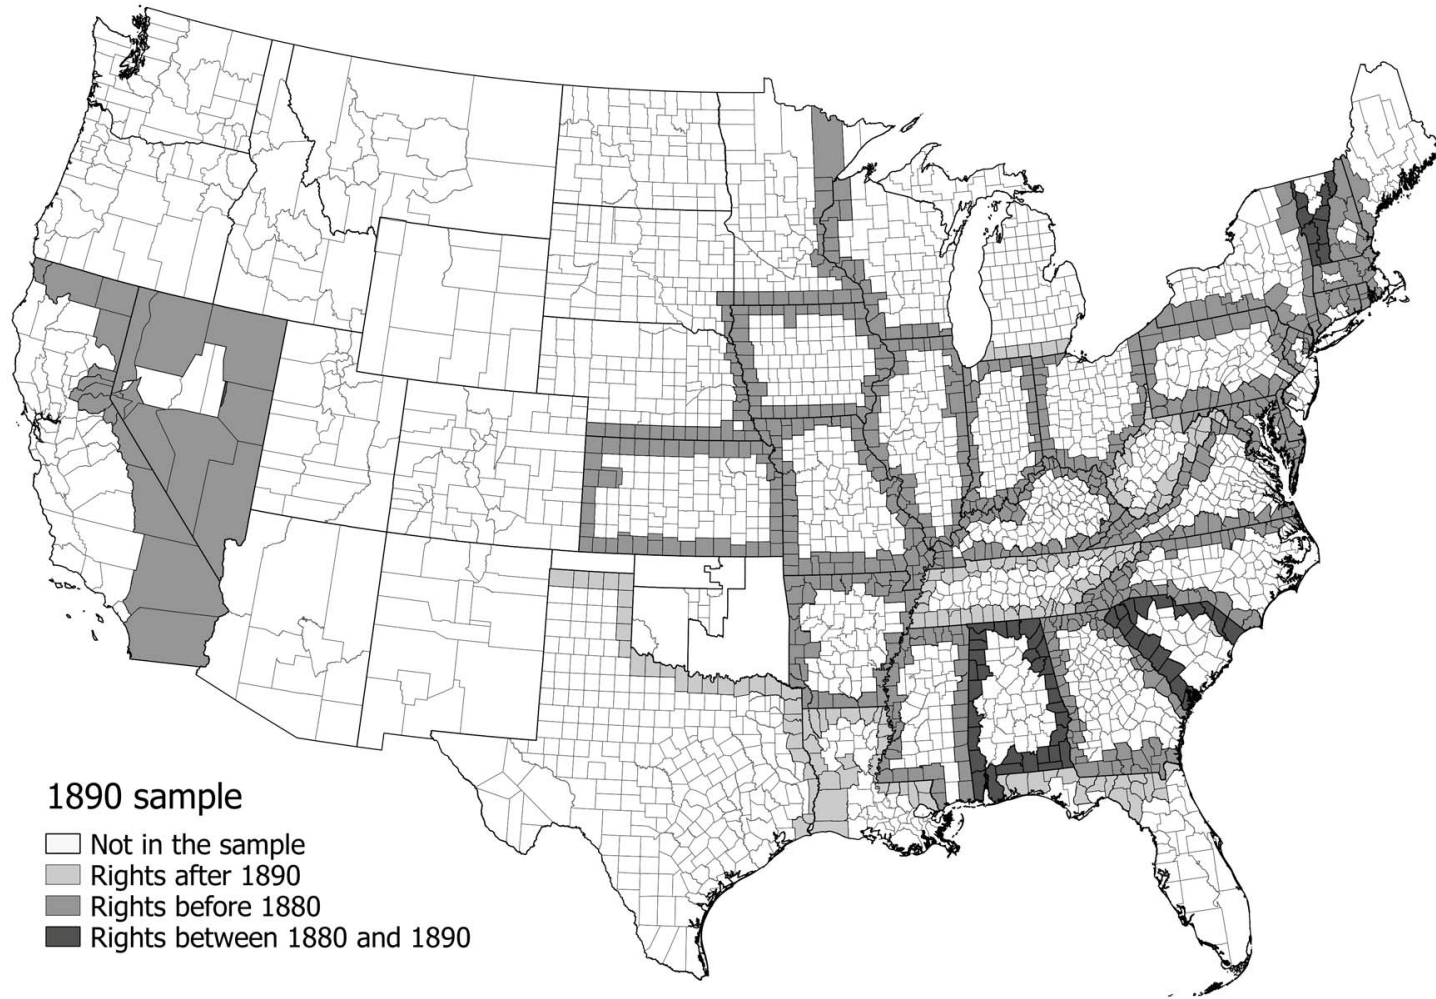 1890 sample
Not in the sample
Rights after 1890
Rights before 1880
Rights between 1880 and 1890